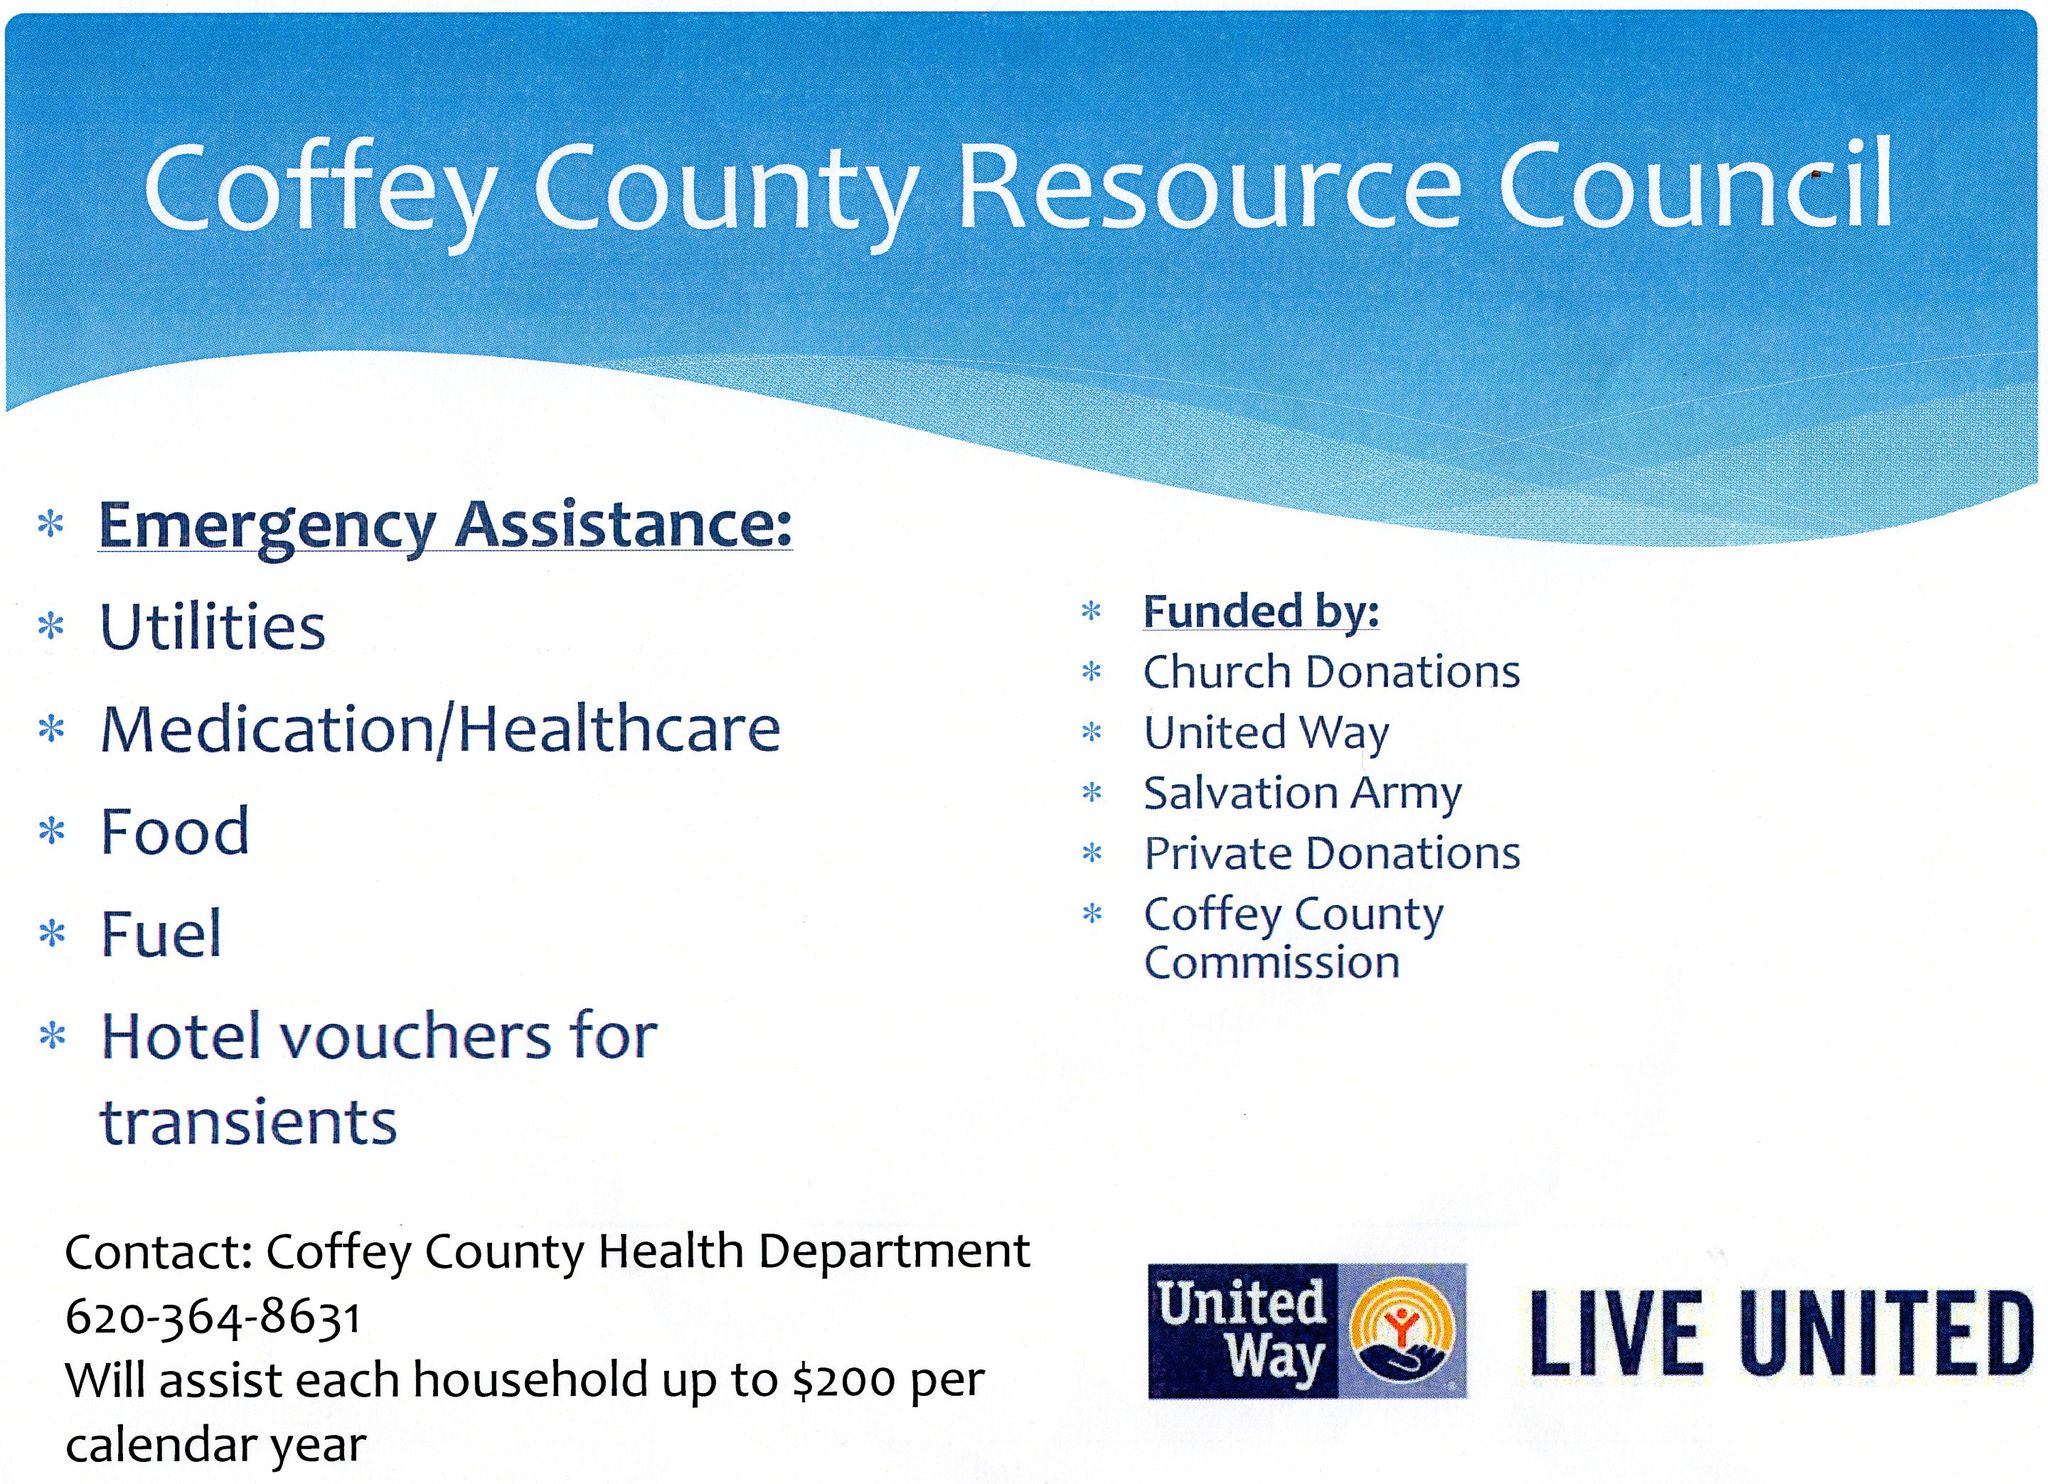 Coffey County Resource Council
* Emergency Assistance:
* Utilities
* Medication/Healthcare
* Food
* Fuel
* Hotel vouchers for
transients
* Funded by:
* Church Donations
* United Way
* Salvation Army
* Private Donations
* Coffey County
Commission
Contact: Coffey County Health Department
620-364-8631
Will assist each household up to $200 per
calendar year
United
Way
LIVE UNITED